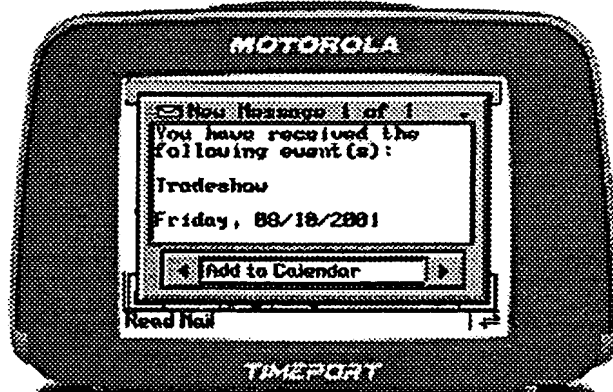 MOTOROLA
New Message 1 of 1
You have received the
following event(s):
Tradeshow
Friday, 08/10/2001
Add to Calendar
Read Mail
TIMEPORT